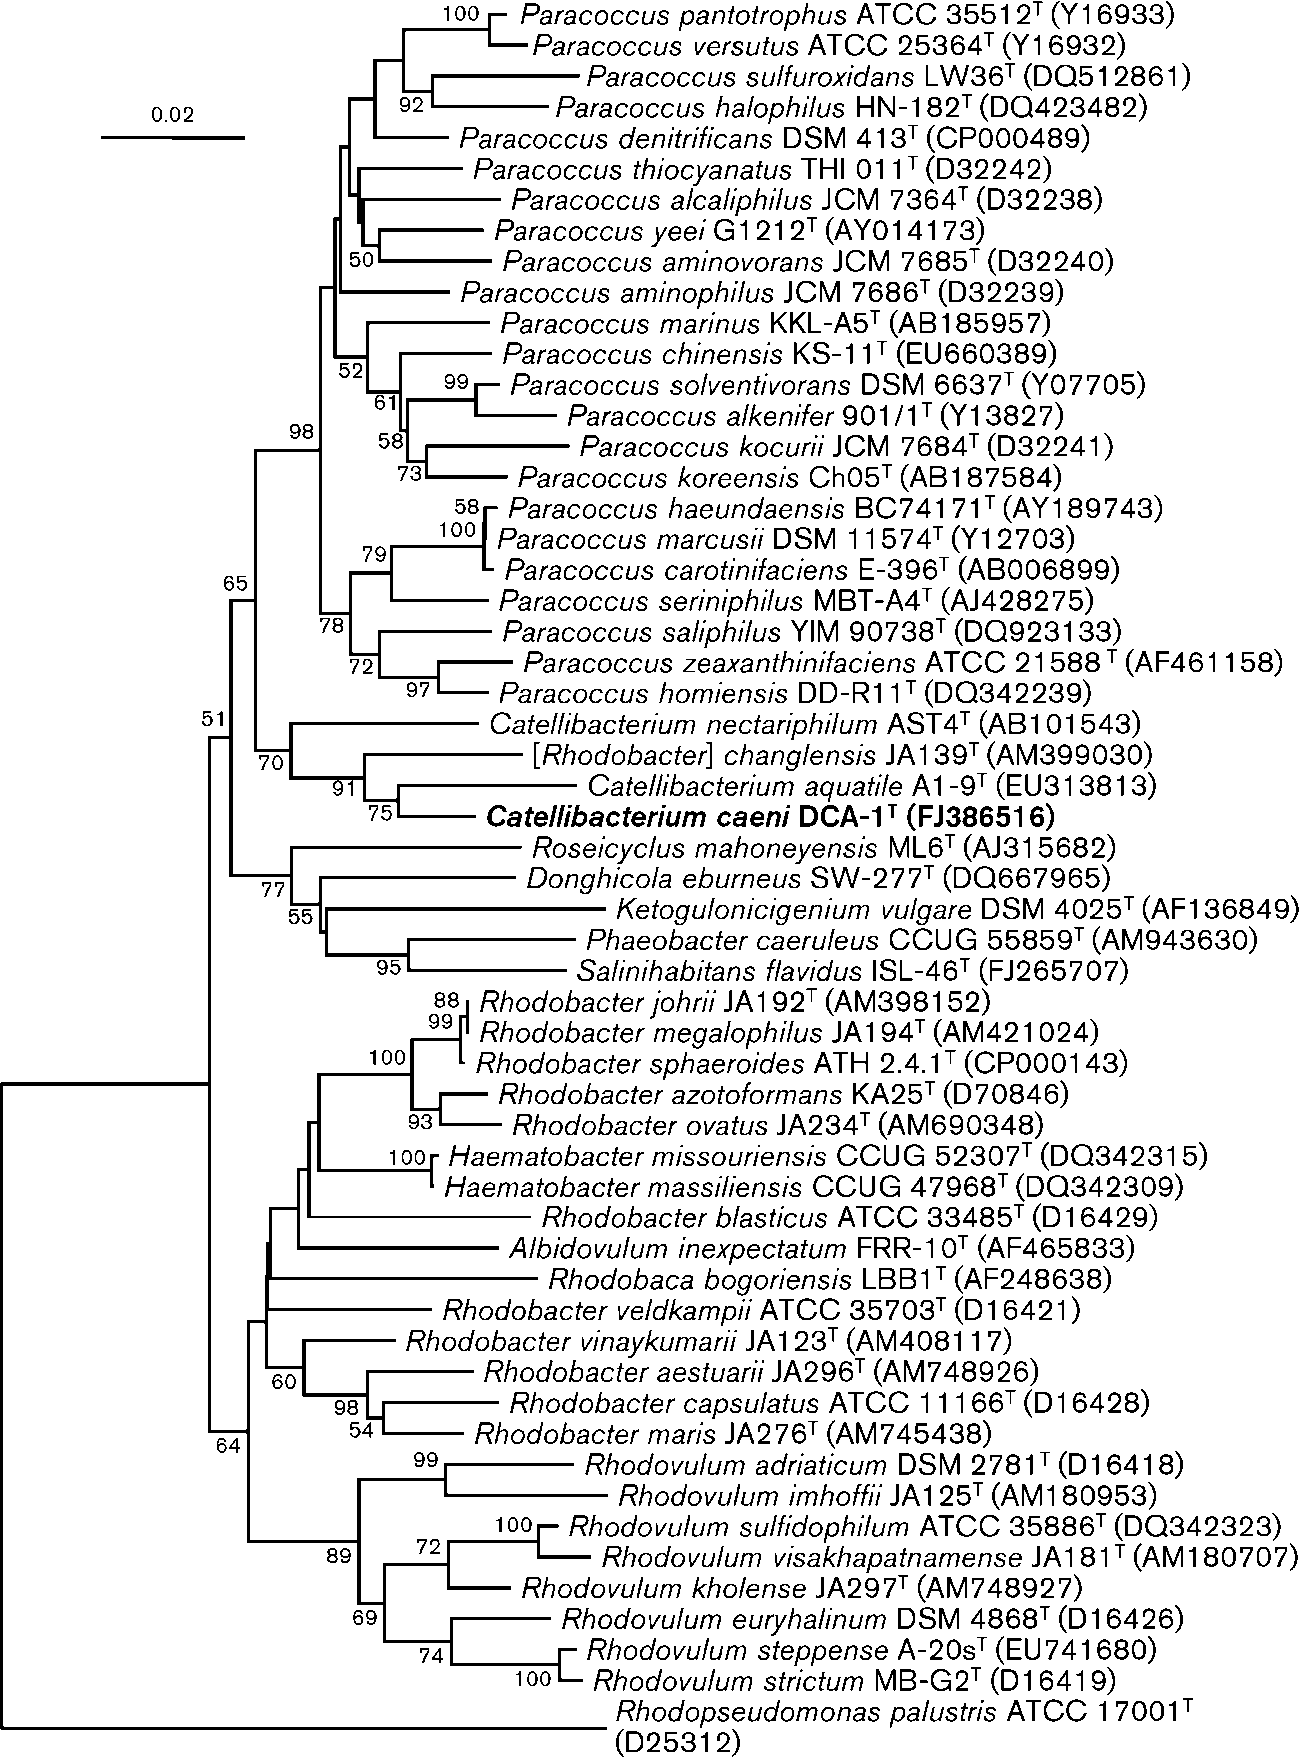 100 Paracoccus pantotrophus ATCC 35512ᵀ (Y16933)
Paracoccus versutus ATCC 25364ᵀ (Y16932)
Paracoccus sulfuroxidans LW36ᵀ (DQ512861)
92 Paracoccus halophilus HN-182ᵀ (DQ423482)
0.02
Paracoccus denitrificans DSM 413ᵀ (CP000489)
Paracoccus thiocyanatus THI 011ᵀ (D32242)
Paracoccus alcaliphilus JCM 7364ᵀ (D32238)
Paracoccus yeei G1212ᵀ (AY014173)
50 Paracoccus aminovorans JCM 7685ᵀ (D32240)
Paracoccus aminophilus JCM 7686ᵀ (D32239)
Paracoccus marinus KKL-A5ᵀ (AB185957)
Paracoccus chinensis KS-11ᵀ (EU660389)
52
99 Paracoccus solventivorans DSM 6637ᵀ (Y07705)
61
Paracoccus alkenifer 901/1ᵀ (Y13827)
98
58
Paracoccus kocurii JCM 7684ᵀ (D32241)
73 Paracoccus koreensis Ch05ᵀ (AB187584)
58 Paracoccus haeundaensis BC74171ᵀ (AY189743)
100 Paracoccus marcusii DSM 11574ᵀ (Y12703)
79
Paracoccus carotinifaciens E-396ᵀ (AB006899)
65
Paracoccus seriniphilus MBT-A4ᵀ (AJ428275)
78
Paracoccus saliphilus YIM 90738ᵀ (DQ923133)
72 Paracoccus zeaxanthinifaciens ATCC 21588ᵀ (AF461158)
97 Paracoccus homiensis DD-R11ᵀ (DQ342239)
51 Catellibacterium nectariphilum AST4ᵀ (AB101543)
70 [Rhodobacter] changlensis JA139ᵀ (AM399030)
91 Catellibacterium aquatile A1-9ᵀ (EU313813)
75 Catellibacterium caeni DCA-1ᵀ (FJ386516)
Roseicyclus mahoneyensis ML6ᵀ (AJ315682)
77 Donghicola eburneus SW-277ᵀ (DQ667965)
55 Ketogulonicigenium vulgare DSM 4025ᵀ (AF136849)
Phaeobacter caeruleus CCUG 55859ᵀ (AM943630)
95 Salinihabitans flavidus ISL-46ᵀ (FJ265707)
88 Rhodobacter johrii JA192ᵀ (AM398152)
99 Rhodobacter megalophilus JA194ᵀ (AM421024)
100 Rhodobacter sphaeroides ATH 2.4.1ᵀ (CP000143)
Rhodobacter azotoformans KA25ᵀ (D70846)
93 Rhodobacter ovatus JA234ᵀ (AM690348)
100 Haematobacter missouriensis CCUG 52307ᵀ (DQ342315)
Haematobacter massiliensis CCUG 47968ᵀ (DQ342309)
Rhodobacter blasticus ATCC 33485ᵀ (D16429)
Albidovulum inexpectatum FRR-10ᵀ (AF465833)
Rhodobaca bogoriensis LBB1ᵀ (AF248638)
Rhodobacter veldkampii ATCC 35703ᵀ (D16421)
Rhodobacter vinaykumarii JA123ᵀ (AM408117)
60 Rhodobacter aestuarii JA296ᵀ (AM748926)
98 Rhodobacter capsulatus ATCC 11166ᵀ (D16428)
54 Rhodobacter maris JA276ᵀ (AM745438)
64
99 Rhodovulum adriaticum DSM 2781ᵀ (D16418)
Rhodovulum imhoffii JA125ᵀ (AM180953)
100 Rhodovulum sulfidophilum ATCC 35886ᵀ (DQ342323)
89 72 Rhodovulum visakhapatnamense JA181ᵀ (AM180707)
Rhodovulum kholense JA297ᵀ (AM748927)
69 Rhodovulum euryhalinum DSM 4868ᵀ (D16426)
74 Rhodovulum steppense A-20sᵀ (EU741680)
100 Rhodovulum strictum MB-G2ᵀ (D16419)
Rhodopseudomonas palustris ATCC 17001ᵀ
(D25312)